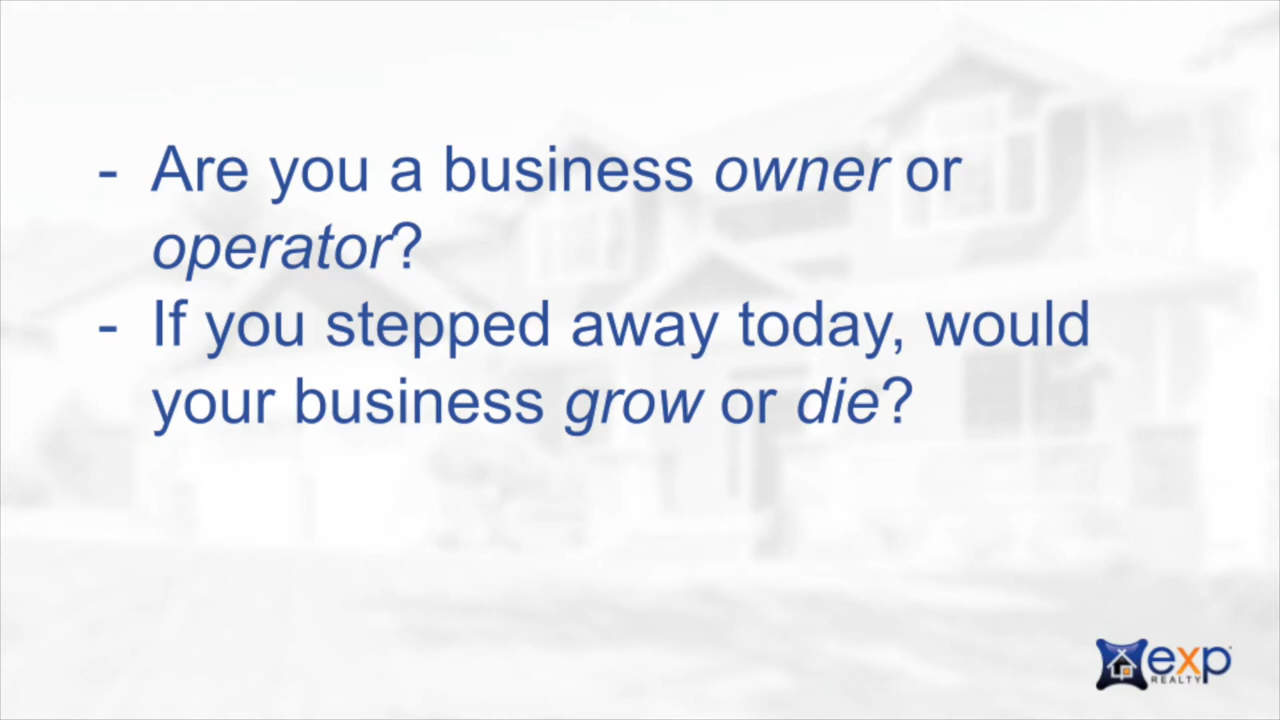 - Are you a business owner or
operator?
- If you stepped away today, would
your business grow or die?
exp
REALTY